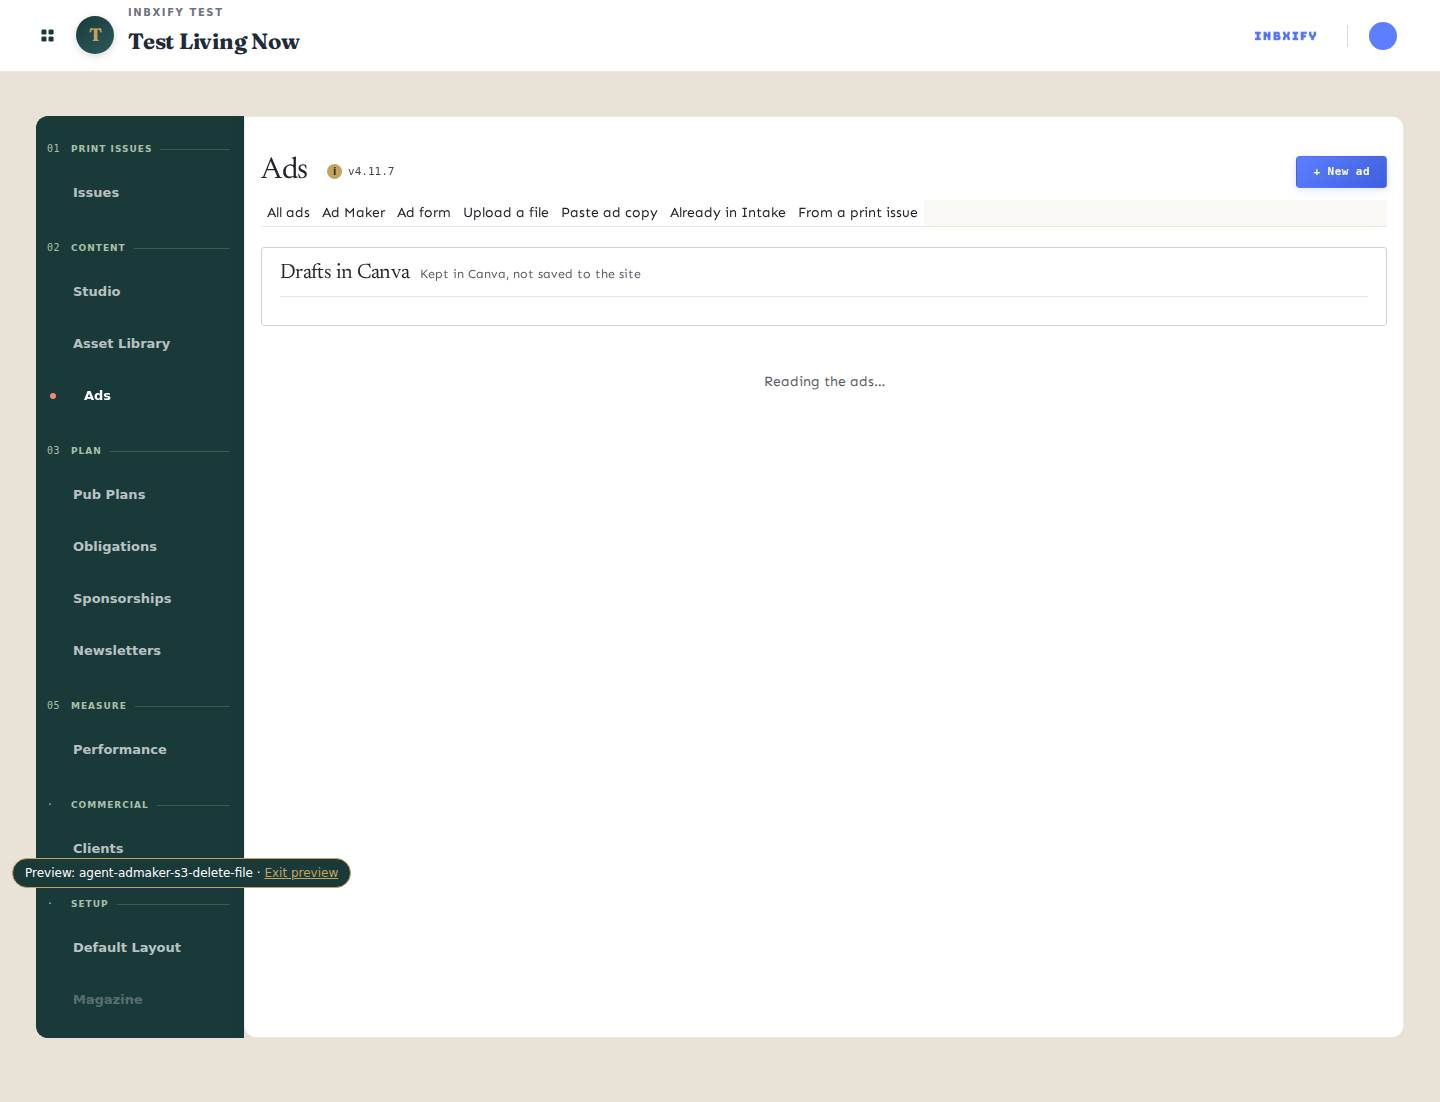 INBXIFY TEST
T
Test Living Now
INBXIFY
01 PRINT ISSUES
Issues
02 CONTENT
Studio
Asset Library
Ads
03 PLAN
Pub Plans
Obligations
Sponsorships
Newsletters
05 MEASURE
Performance
· COMMERCIAL
Clients
Preview: agent-admaker-s3-delete-file · Exit preview
· SETUP
Default Layout
Magazine
Ads i v4.11.7
+ New ad
All ads Ad Maker Ad form Upload a file Paste ad copy Already in Intake From a print issue
Drafts in Canva Kept in Canva, not saved to the site
Reading the ads…